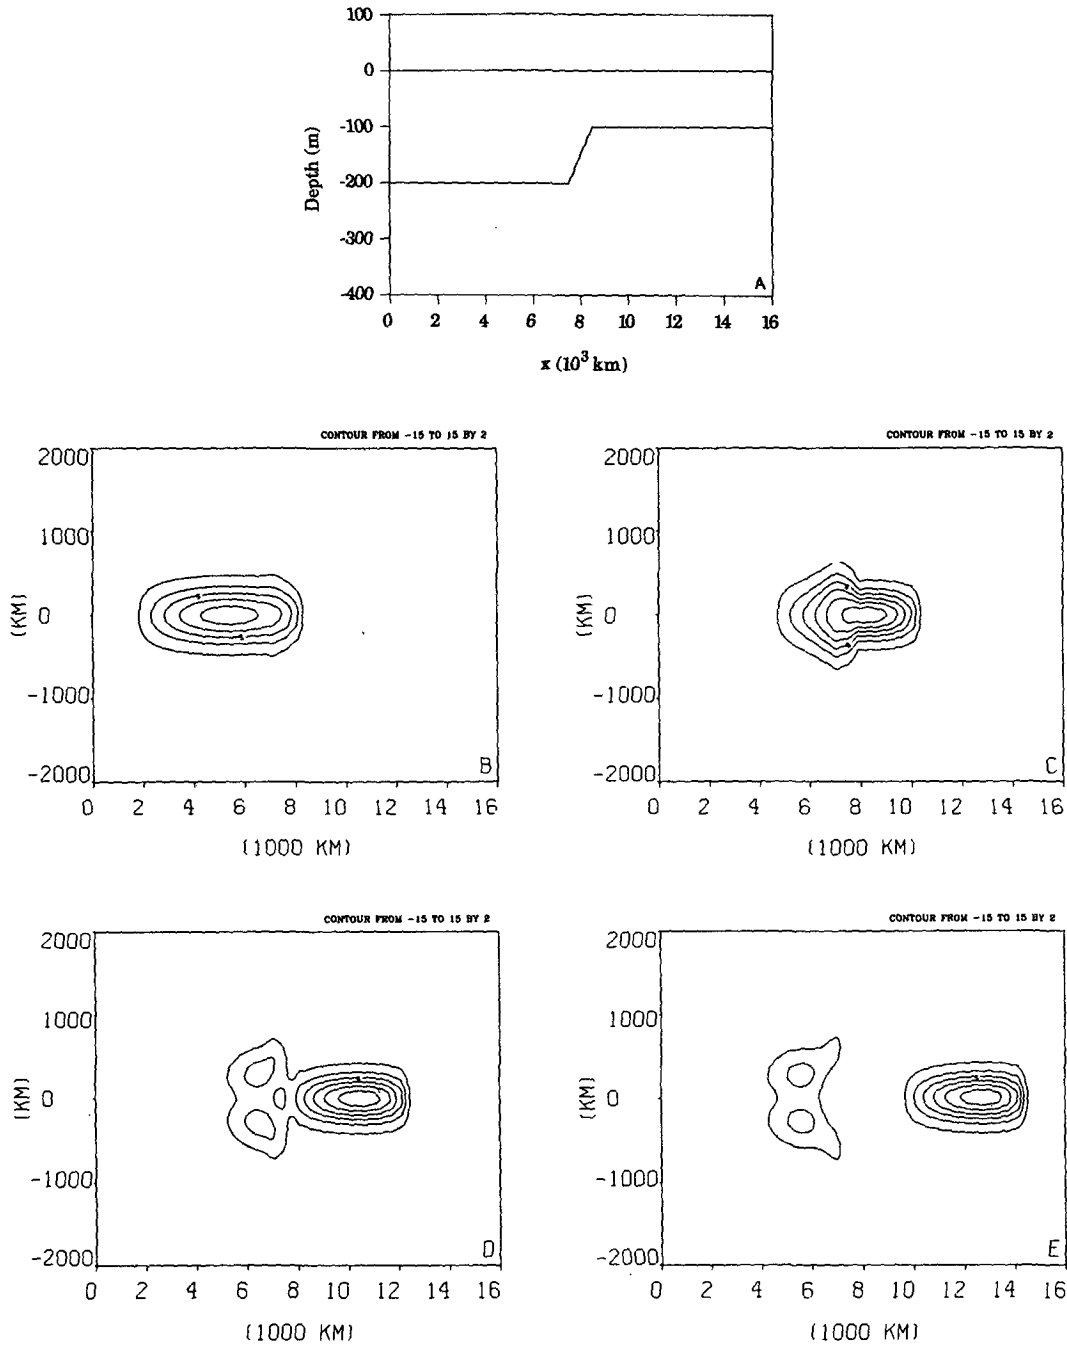 100
0
-100
-200
-300
-400
Depth (m)
A
0 2 4 6 8 10 12 14 16
x (10³ km)
CONTOUR FROM -15 TO 15 BY 2
2000
1000
0
-1000
-2000
(KM)
B
0 2 4 6 8 10 12 14 16
(1000 KM)
CONTOUR FROM -15 TO 15 BY 2
2000
1000
0
-1000
-2000
(KM)
C
0 2 4 6 8 10 12 14 16
(1000 KM)
CONTOUR FROM -15 TO 15 BY 2
2000
1000
0
-1000
-2000
(KM)
D
0 2 4 6 8 10 12 14 16
(1000 KM)
CONTOUR FROM -15 TO 15 BY 2
2000
1000
0
-1000
-2000
(KM)
E
0 2 4 6 8 10 12 14 16
(1000 KM)